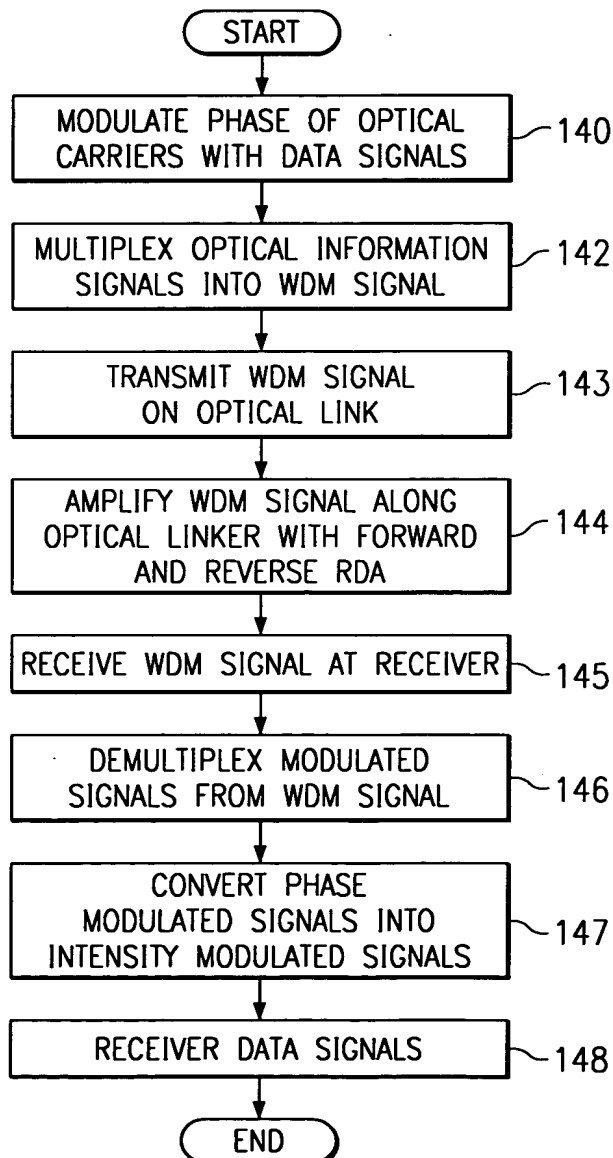 START
MODULATE PHASE OF OPTICAL
CARRIERS WITH DATA SIGNALS
140
MULTIPLEX OPTICAL INFORMATION
SIGNALS INTO WDM SIGNAL
142
TRANSMIT WDM SIGNAL
ON OPTICAL LINK
143
AMPLIFY WDM SIGNAL ALONG
OPTICAL LINKER WITH FORWARD
AND REVERSE RDA
144
RECEIVE WDM SIGNAL AT RECEIVER
145
DEMULTIPLEX MODULATED
SIGNALS FROM WDM SIGNAL
146
CONVERT PHASE
MODULATED SIGNALS INTO
INTENSITY MODULATED SIGNALS
147
RECEIVER DATA SIGNALS
148
END